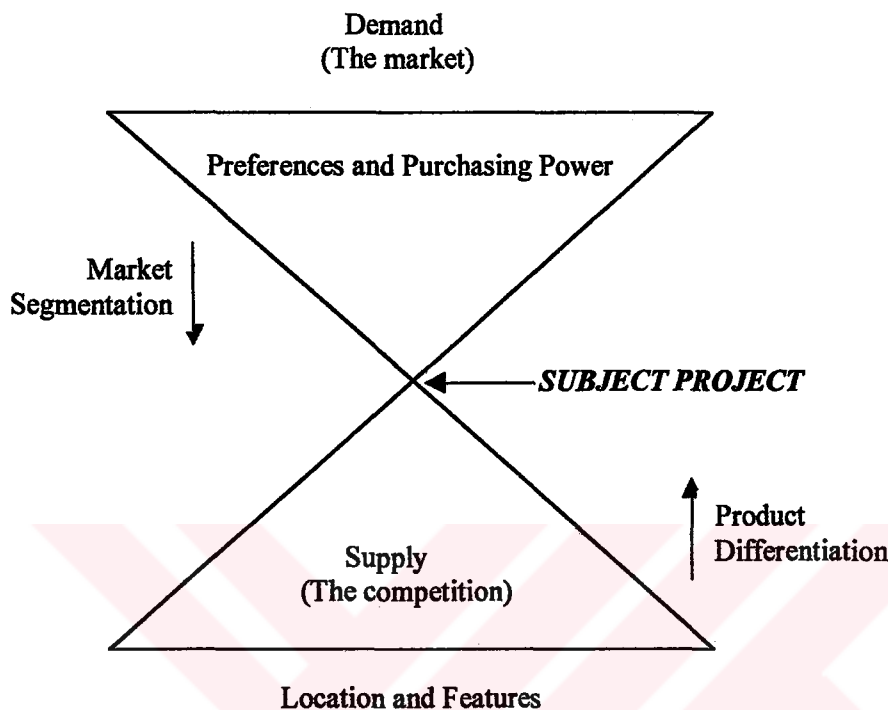 Demand
(The market)
Preferences and Purchasing Power
Market
Segmentation
SUBJECT PROJECT
Product
Differentiation
Supply
(The competition)
Location and Features